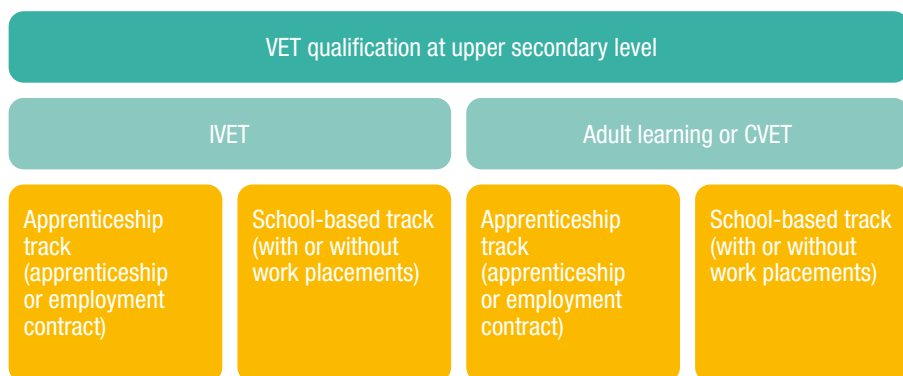 VET qualification at upper secondary level
IVET
Adult learning or CVET
Apprenticeship
track
(apprenticeship
or employment
contract)
School-based track
(with or without
work placements)
Apprenticeship
track
(apprenticeship
or employment
contract)
School-based track
(with or without
work placements)